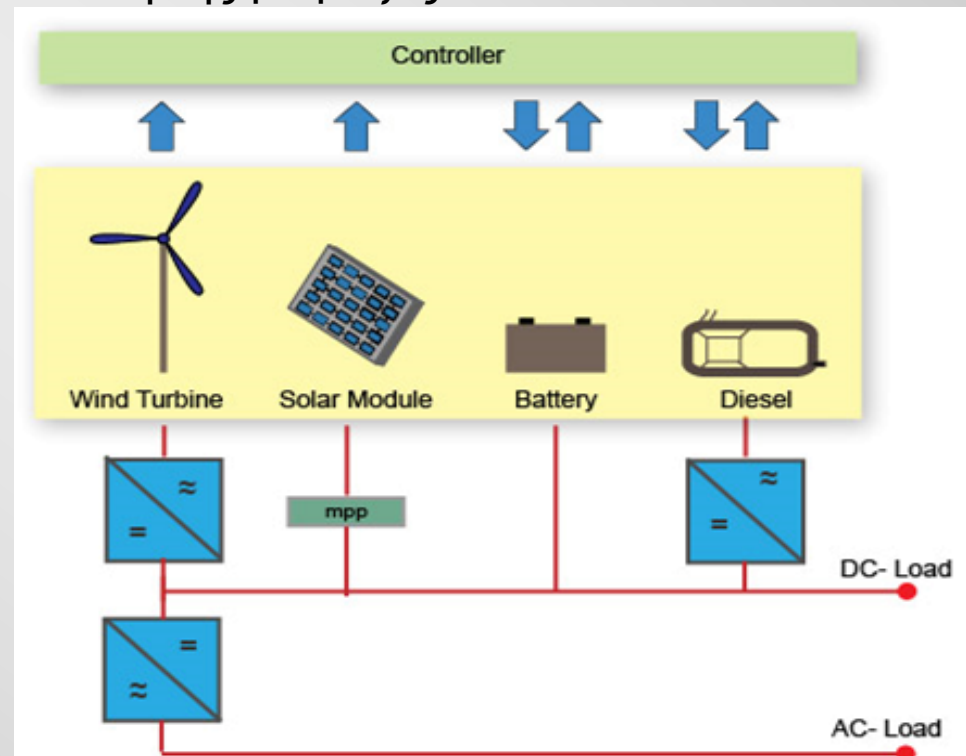 Controller
Wind Turbine Solar Module Battery Diesel
≈ ≈
= mpp =
DC- Load
=
≈
AC- Load